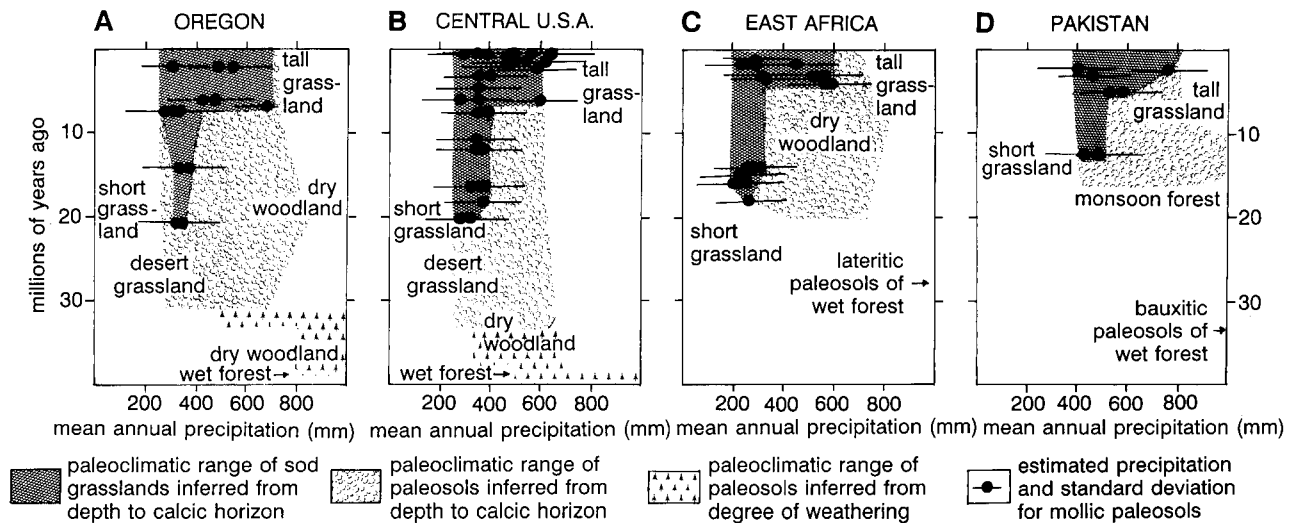 A OREGON
B CENTRAL U.S.A.
C EAST AFRICA
D PAKISTAN
millions of years ago
10
20
30
tall
grass-
land
short
grass-
land
dry
woodland
desert
grassland
dry woodland
wet forest→
200 400 600 800
mean annual precipitation (mm)
tall
grass-
land
short
grassland
desert
grassland
dry
woodland
wet forest→
200 400 600 800
mean annual precipitation (mm)
tall
grass-
land
dry
woodland
short
grassland
lateritic
paleosols of →
wet forest
200 400 600 800
mean annual precipitation (mm)
tall
grassland
short
grassland
monsoon forest
bauxitic
paleosols of →
wet forest
10
20
30
200 400 600 800
mean annual precipitation (mm)
paleoclimatic range of sod
grasslands inferred from
depth to calcic horizon
paleoclimatic range of
paleosols inferred from
depth to calcic horizon
paleoclimatic range of
paleosols inferred from
degree of weathering
estimated precipitation
and standard deviation
for mollic paleosols